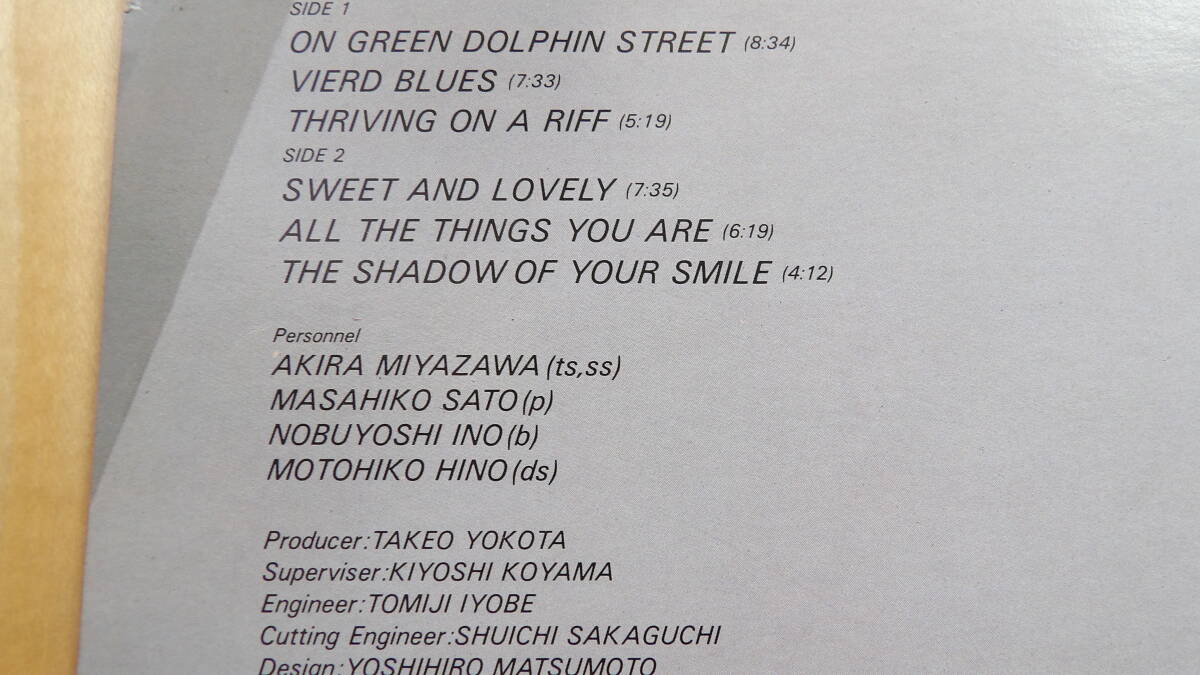 SIDE 1
ON GREEN DOLPHIN STREET (8:34)
VIERD BLUES (7:33)
THRIVING ON A RIFF (5:19)
SIDE 2
SWEET AND LOVELY (7:35)
ALL THE THINGS YOU ARE (6:19)
THE SHADOW OF YOUR SMILE (4:12)
Personnel
AKIRA MIYAZAWA (ts,ss)
MASAHIKO SATO (p)
NOBUYOSHI INO (b)
MOTOHIKO HINO (ds)
Producer:TAKEO YOKOTA
Superviser:KIYOSHI KOYAMA
Engineer:TOMIJI IYOBE
Cutting Engineer:SHUICHI SAKAGUCHI
Design:YOSHIHIRO MATSUMOTO